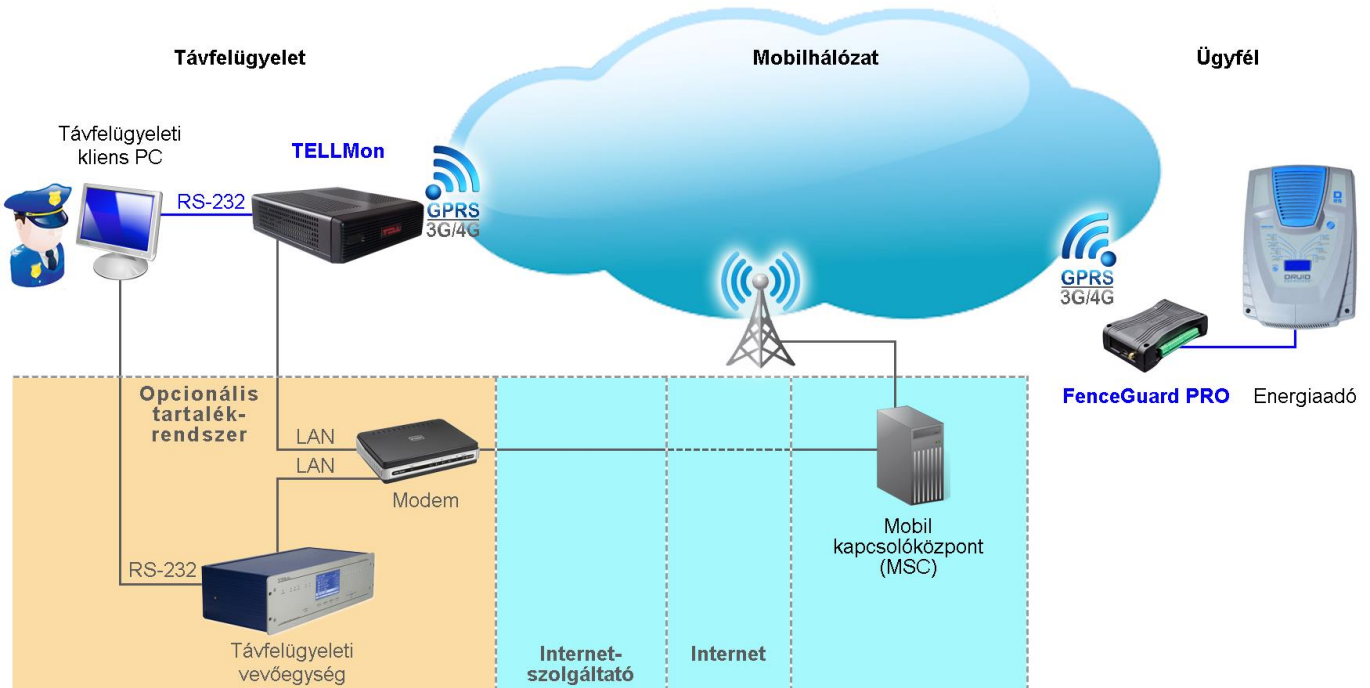 Távfelügyelet
Mobilhálózat
Ügyfél
Távfelügyeleti
kliens PC
TELLMon
RS-232
GPRS
3G/4G
GPRS
3G/4G
DRUID
FenceGuard PRO
Energiaadó
Opcionális
tartalék-
rendszer
LAN
LAN
Modem
RS-232
Távfelügyeleti
vevőegység
Internet-
szolgáltató
Internet
Mobil
kapcsolóközpont
(MSC)